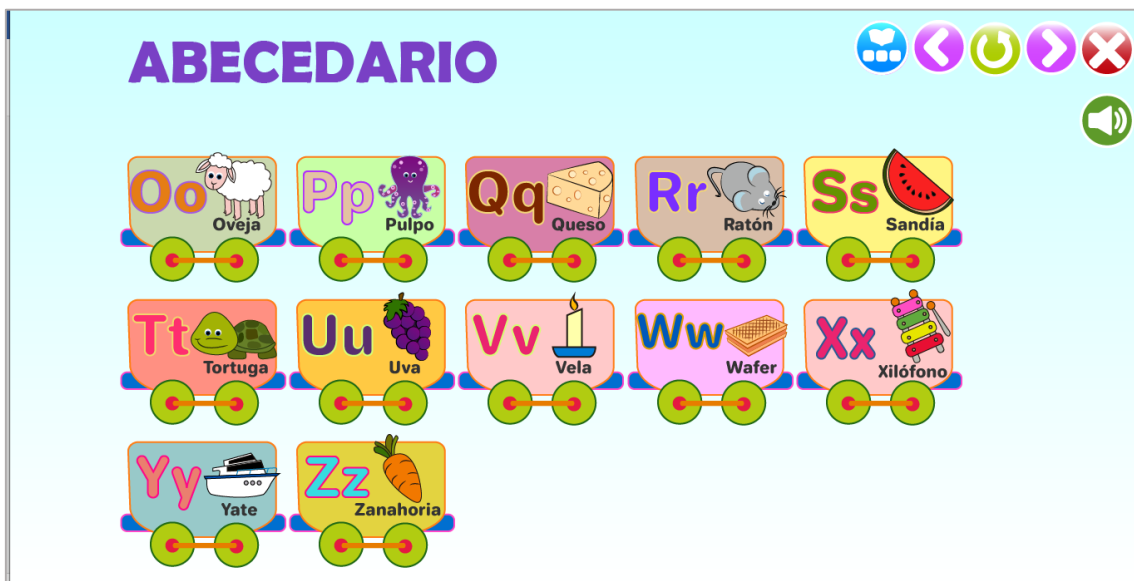 ABECEDARIO
Oo
Oveja
Pp
Pulpo
Qq
Queso
Rr
Ratón
Ss
Sandía
Tt
Tortuga
Uu
Uva
Vv
Vela
Ww
Wafer
Xx
Xilófono
Yy
Yate
Zz
Zanahoria